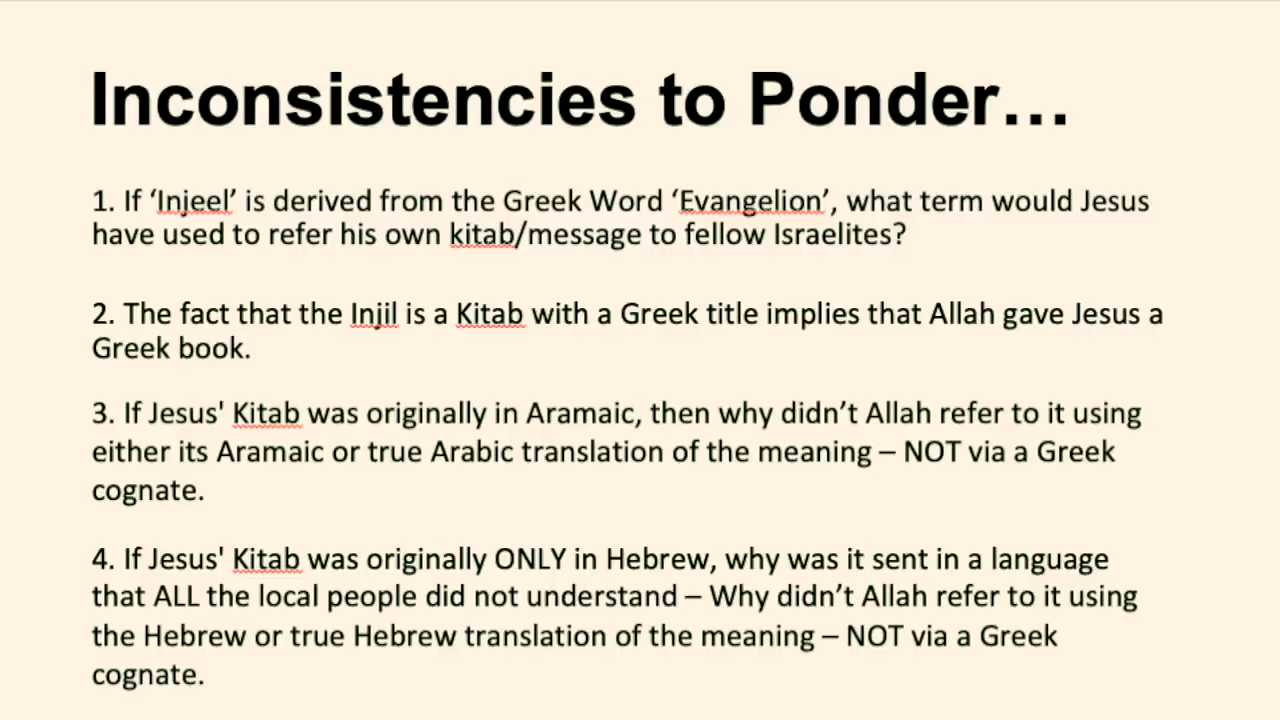 Inconsistencies to Ponder…
1. If ‘Injeel’ is derived from the Greek Word ‘Evangelion’, what term would Jesus
have used to refer his own kitab/message to fellow Israelites?
2. The fact that the Injil is a Kitab with a Greek title implies that Allah gave Jesus a
Greek book.
3. If Jesus' Kitab was originally in Aramaic, then why didn’t Allah refer to it using
either its Aramaic or true Arabic translation of the meaning – NOT via a Greek
cognate.
4. If Jesus' Kitab was originally ONLY in Hebrew, why was it sent in a language
that ALL the local people did not understand – Why didn’t Allah refer to it using
the Hebrew or true Hebrew translation of the meaning – NOT via a Greek
cognate.